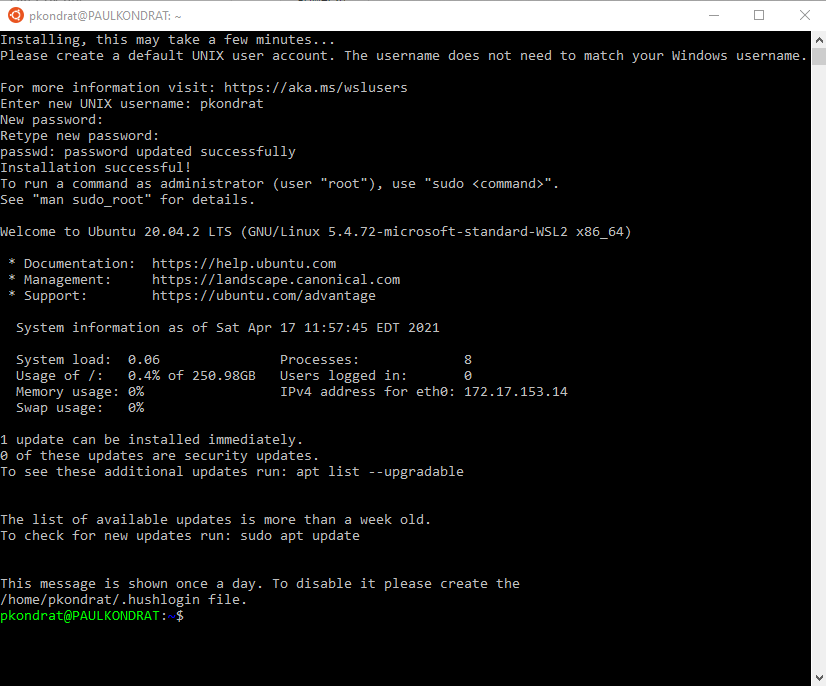 pkondrat@PAULKONDRAT: ~
Installing, this may take a few minutes...
Please create a default UNIX user account. The username does not need to match your Windows username.
For more information visit: https://aka.ms/wslusers
Enter new UNIX username: pkondrat
New password:
Retype new password:
passwd: password updated successfully
Installation successful!
To run a command as administrator (user "root"), use "sudo <command>".
See "man sudo_root" for details.
Welcome to Ubuntu 20.04.2 LTS (GNU/Linux 5.4.72-microsoft-standard-WSL2 x86_64)
* Documentation:  https://help.ubuntu.com
* Management:     https://landscape.canonical.com
* Support:        https://ubuntu.com/advantage
System information as of Sat Apr 17 11:57:45 EDT 2021
System load:  0.06               Processes:             8
Usage of /:   0.4% of 250.98GB   Users logged in:       0
Memory usage: 0%                 IPv4 address for eth0: 172.17.153.14
Swap usage:   0%
1 update can be installed immediately.
0 of these updates are security updates.
To see these additional updates run: apt list --upgradable
The list of available updates is more than a week old.
To check for new updates run: sudo apt update
This message is shown once a day. To disable it please create the
/home/pkondrat/.hushlogin file.
pkondrat@PAULKONDRAT:~$